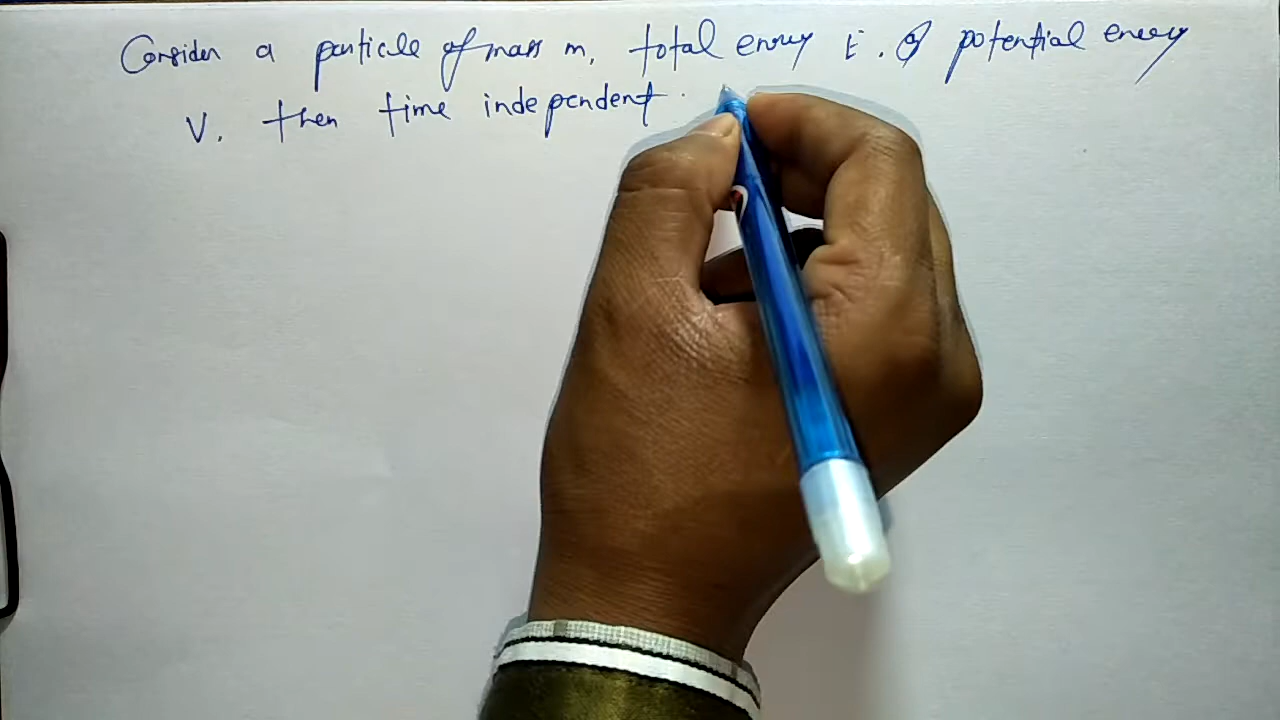 Consider a particle of mass m, total energy E. & potential energy
V. then time independent.